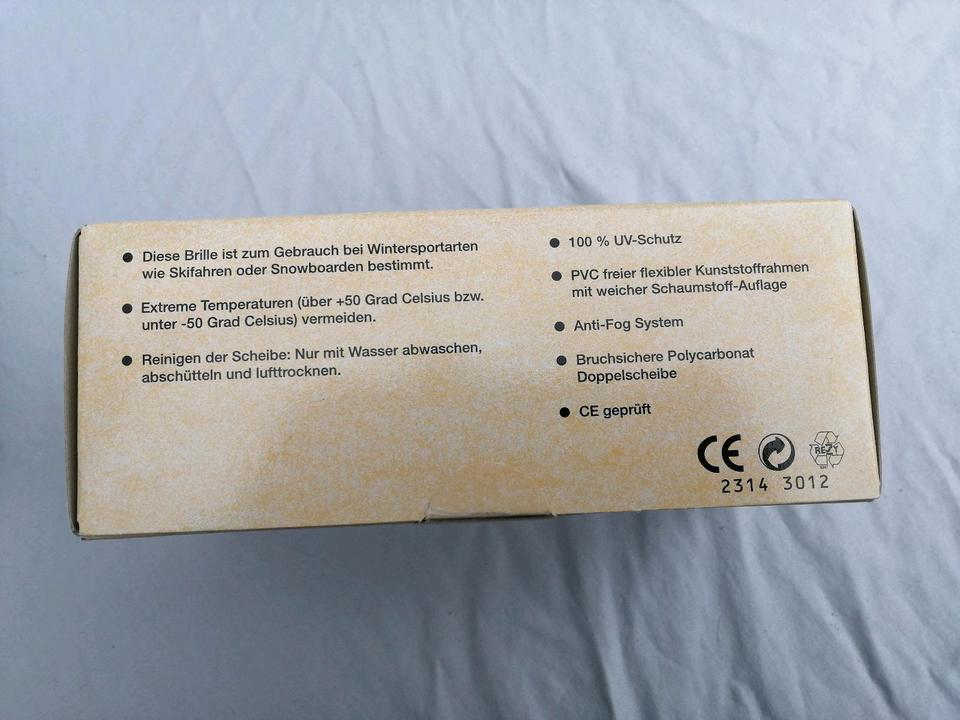 Diese Brille ist zum Gebrauch bei Wintersportarten
wie Skifahren oder Snowboarden bestimmt.
Extreme Temperaturen (über +50 Grad Celsius bzw.
unter -50 Grad Celsius) vermeiden.
Reinigen der Scheibe: Nur mit Wasser abwaschen,
abschütteln und lufttrocknen.
100 % UV-Schutz
PVC freier flexibler Kunststoffrahmen
mit weicher Schaumstoff-Auflage
Anti-Fog System
Bruchsichere Polycarbonat
Doppelscheibe
CE geprüft
CE
REZY
2314 3012